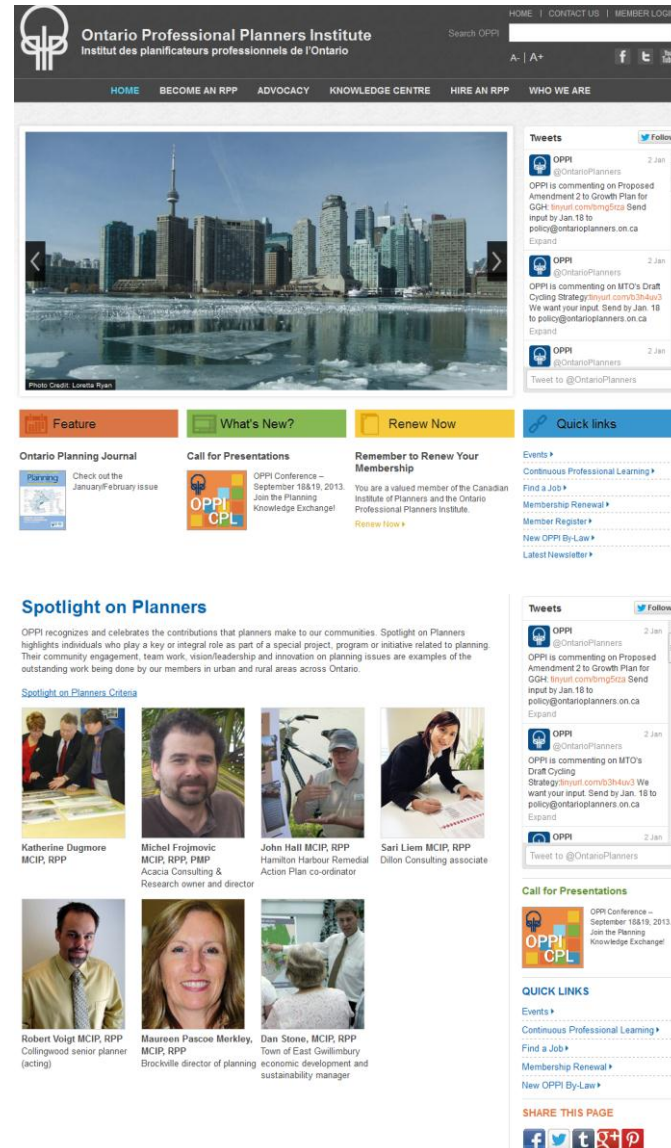 HOME | CONTACT US | MEMBER LOGI
Ontario Professional Planners Institute
Institut des planificateurs professionnels de l'Ontario
Search OPPI
A- | A+
HOME BECOME AN RPP ADVOCACY KNOWLEDGE CENTRE HIRE AN RPP WHO WE ARE
Photo Credit: Loretta Ryan
Tweets
Follow
OPPI 2 Jan
@OntarioPlanners
OPPI is commenting on Proposed
Amendment 2 to Growth Plan for
GGH: tinyurl.com/bmg5rza Send
input by Jan.18 to
policy@ontarioplanners.on.ca
Expand
OPPI 2 Jan
@OntarioPlanners
OPPI is commenting on MTO's Draft
Cycling Strategy:tinyurl.com/b3h4uv3
We want your input. Send by Jan. 18
to policy@ontarioplanners.on.ca
Expand
OPPI 2 Jan
@OntarioPlanners
Tweet to @OntarioPlanners
Feature
Ontario Planning Journal
Planning
Check out the
January/February issue
What's New?
Call for Presentations
OPPI
CPL
OPPI Conference –
September 18&19, 2013.
Join the Planning
Knowledge Exchange!
Renew Now
Remember to Renew Your
Membership
You are a valued member of the Canadian
Institute of Planners and the Ontario
Professional Planners Institute.
Renew Now
Quick links
Events
Continuous Professional Learning
Find a Job
Membership Renewal
Member Register
New OPPI By-Law
Latest Newsletter
Spotlight on Planners
OPPI recognizes and celebrates the contributions that planners make to our communities. Spotlight on Planners
highlights individuals who play a key or integral role as part of a special project, program or initiative related to planning.
Their community engagement, team work, vision/leadership and innovation on planning issues are examples of the
outstanding work being done by our members in urban and rural areas across Ontario.
Spotlight on Planners Criteria
Katherine Dugmore
MCIP, RPP
Michel Frojmovic
MCIP, RPP, PMP
Acacia Consulting &
Research owner and director
John Hall MCIP, RPP
Hamilton Harbour Remedial
Action Plan co-ordinator
Sari Liem MCIP, RPP
Dillon Consulting associate
Robert Voigt MCIP, RPP
Collingwood senior planner
(acting)
Maureen Pascoe Merkley,
MCIP, RPP
Brockville director of planning
Dan Stone, MCIP, RPP
Town of East Gwillimbury
economic development and
sustainability manager
Tweets
Follow
OPPI 2 Jan
@OntarioPlanners
OPPI is commenting on Proposed
Amendment 2 to Growth Plan for
GGH: tinyurl.com/bmg5rza Send
input by Jan.18 to
policy@ontarioplanners.on.ca
Expand
OPPI 2 Jan
@OntarioPlanners
OPPI is commenting on MTO's
Draft Cycling
Strategy:tinyurl.com/b3h4uv3 We
want your input. Send by Jan. 18 to
policy@ontarioplanners.on.ca
Expand
OPPI 2 Jan
Tweet to @OntarioPlanners
Call for Presentations
OPPI
CPL
OPPI Conference –
September 18&19, 2013.
Join the Planning
Knowledge Exchange!
QUICK LINKS
Events
Continuous Professional Learning
Find a Job
Membership Renewal
New OPPI By-Law
SHARE THIS PAGE